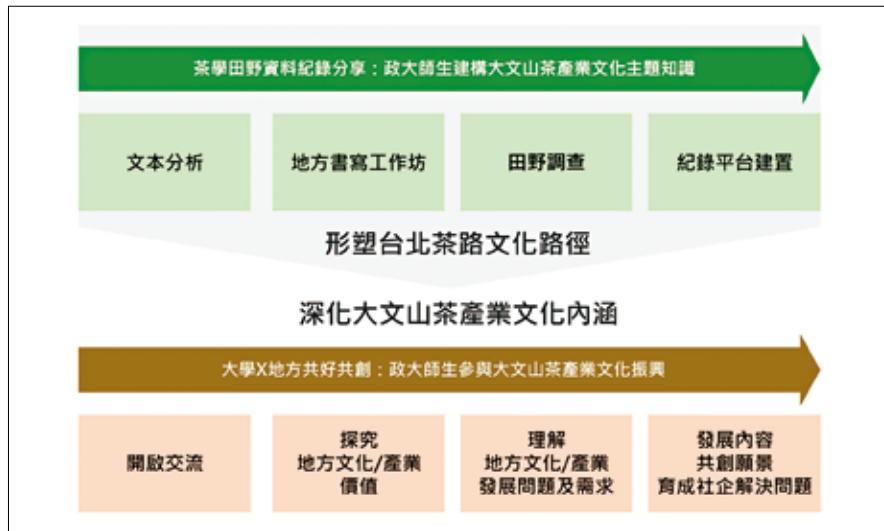 茶學田野資料紀錄分享：政大師生建構大文山茶產業文化主題知識
文本分析
地方書寫工作坊
田野調查
紀錄平台建置
形塑台北茶路文化路徑
深化大文山茶產業文化內涵
大學X地方共好共創：政大師生參與大文山茶產業文化振興
開啟交流
探究
地方文化/產業
價值
理解
地方文化/產業
發展問題及需求
發展內容
共創願景
育成社企解決問題